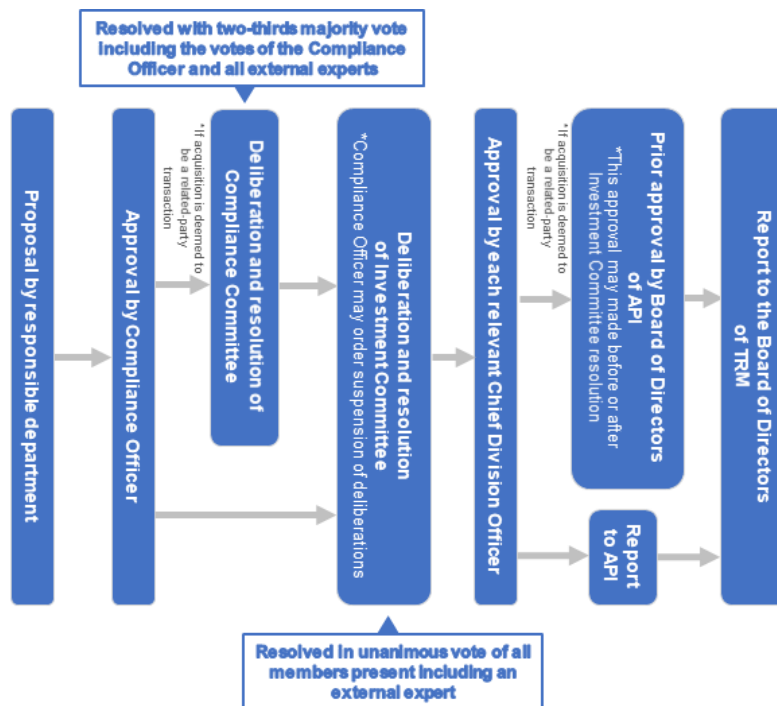 Resolved with two-thirds majority vote
including the votes of the Compliance
Officer and all external experts
Proposal by responsible department
Approval by Compliance Officer
*If acquisition is deemed to
be a related-party
transaction
Deliberation and resolution of
Compliance Committee
Deliberation and resolution
of Investment Committee
*Compliance Officer may order suspension of deliberations
Approval by each relevant Chief Division Officer
*If acquisition is deemed to
be a related-party
transaction
Prior approval by Board of Directors
of API
*This approval may made before or after
Investment Committee resolution
Report
to API
Report to the Board of Directors
of TRM
Resolved in unanimous vote of all
members present including an
external expert